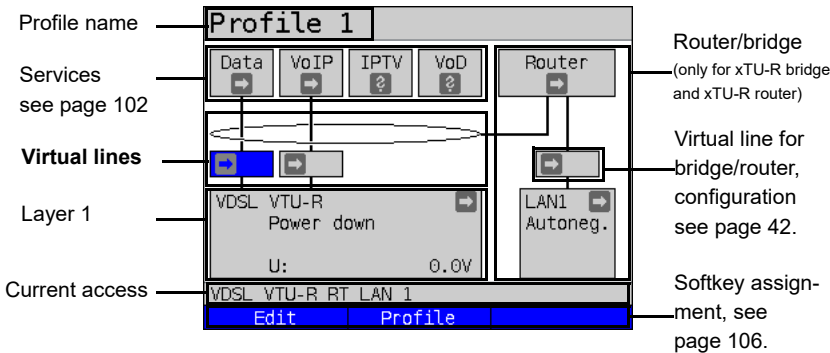 Profile name
Profile 1
Services
see page 102
Data VoIP IPTV VoD
Router
Router/bridge
(only for xTU-R bridge
and xTU-R router)
Virtual lines
Virtual line for
bridge/router,
configuration
see page 42.
Layer 1
VDSL VTU-R
Power down
U: 0.0V
LAN1
Autoneg.
Current access
VDSL VTU-R RT LAN 1
Edit Profile
Softkey assign-
ment, see
page 106.